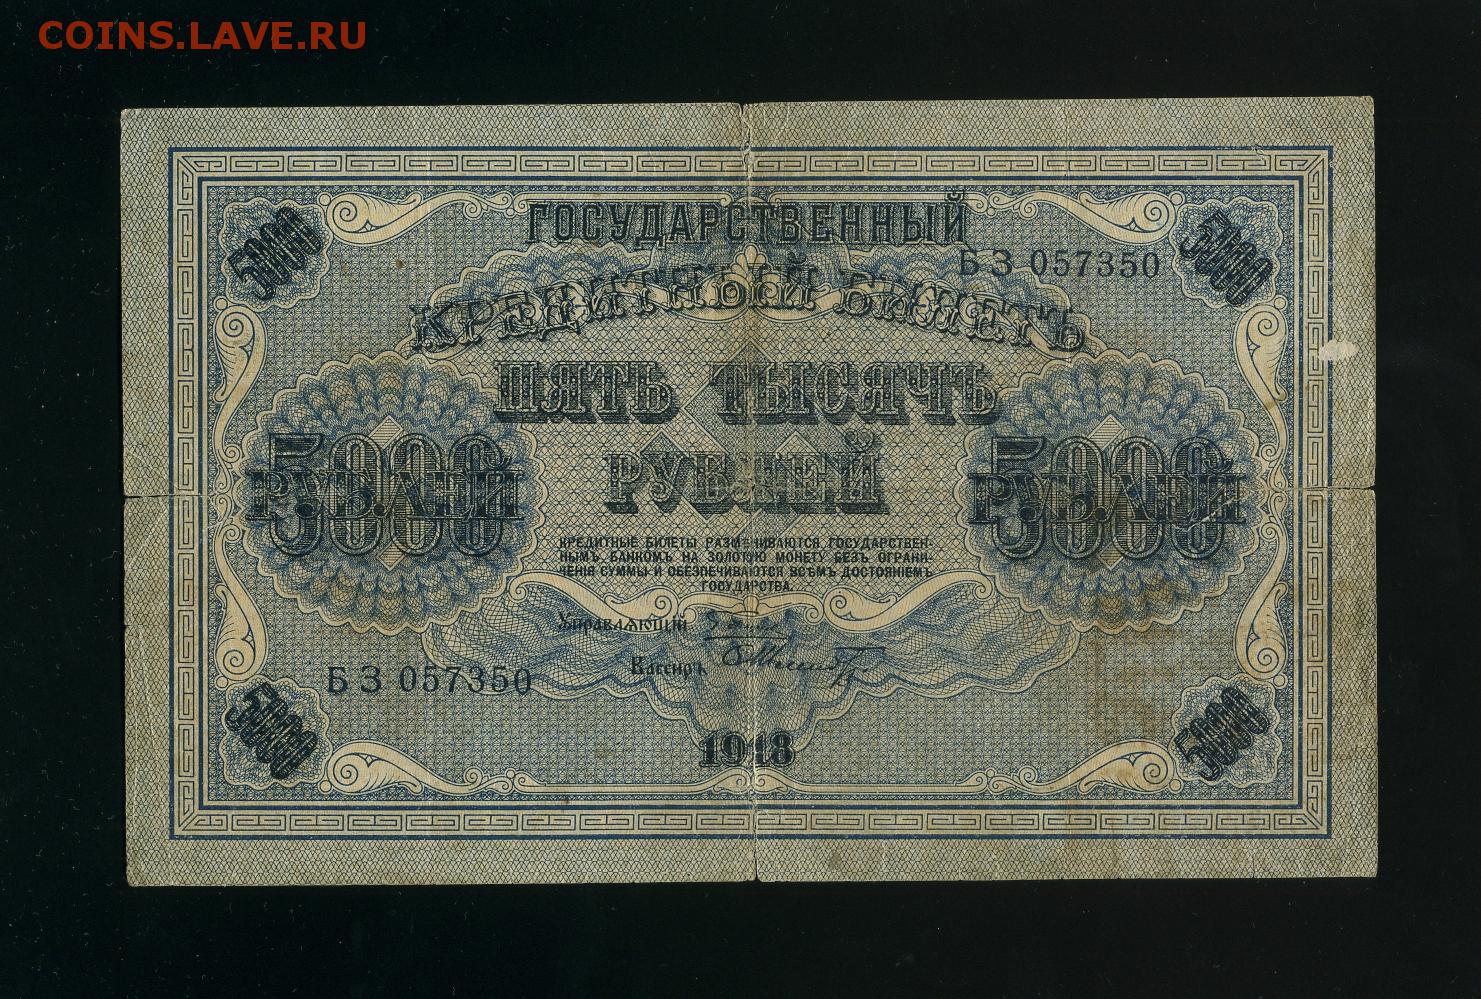 COINS.LAVE.RU
5000
ГОСУДАРСТВЕННЫЙ
5000
БЗ 057350
КРЕДИТНЫЙ БИЛЕТЪ
ПЯТЬ ТЫСЯЧЪ
РУБЛЕЙ
5000
РУБЛЕЙ
5000
РУБЛЕЙ
КРЕДИТНЫЕ БИЛЕТЫ РАЗМѢНИВАЮТСЯ ГОСУДАРСТВЕН-
НЫМЪ БАНКОМЪ НА ЗОЛОТУЮ МОНЕТУ БЕЗЪ ОГРАНИ-
ЧЕНІЯ СУММЫ И ОБЕЗПЕЧИВАЮТСЯ ВСѢМЪ ДОСТОЯНІЕМЪ
ГОСУДАРСТВА.
Управляющій
Кассиръ
БЗ 057350
5000
1918
5000